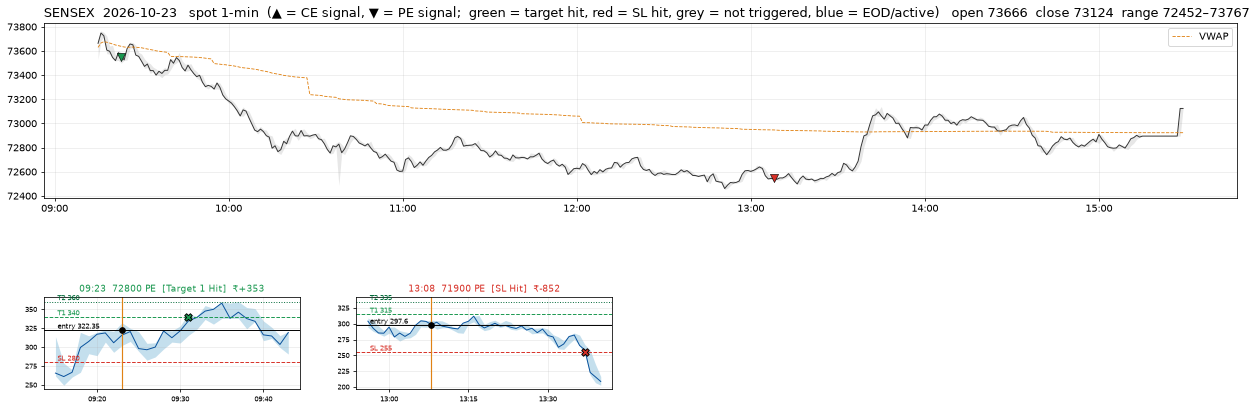 SENSEX  2026-10-23   spot 1-min  (▲ = CE signal, ▼ = PE signal;  green = target hit, red = SL hit, grey = not triggered, blue = EOD/active)   open 73666  close 73124  range 72452–73767
73800
73600
73400
73200
73000
72800
72600
72400
VWAP
09:00 10:00 11:00 12:00 13:00 14:00 15:00
09:23  72800 PE  [Target 1 Hit]  ₹+353
350
325
300
275
250
T2 360
T1 340
entry 322.35
SL 280
09:20 09:30 09:40
13:08  71900 PE  [SL Hit]  ₹-852
325
300
275
250
225
200
T2 335
T1 315
entry 297.6
SL 255
13:00 13:15 13:30